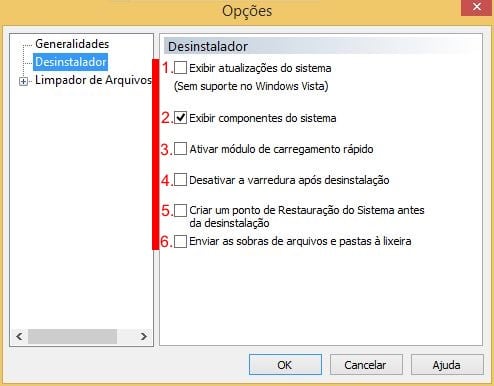 Opções
Generalidades
Desinstalador
Limpador de Arquivos
Desinstalador
1. Exibir atualizações do sistema
(Sem suporte no Windows Vista)
2. Exibir componentes do sistema
3. Ativar módulo de carregamento rápido
4. Desativar a varredura após desinstalação
5. Criar um ponto de Restauração do Sistema antes
da desinstalação
6. Enviar as sobras de arquivos e pastas à lixeira
OK
Cancelar
Ajuda